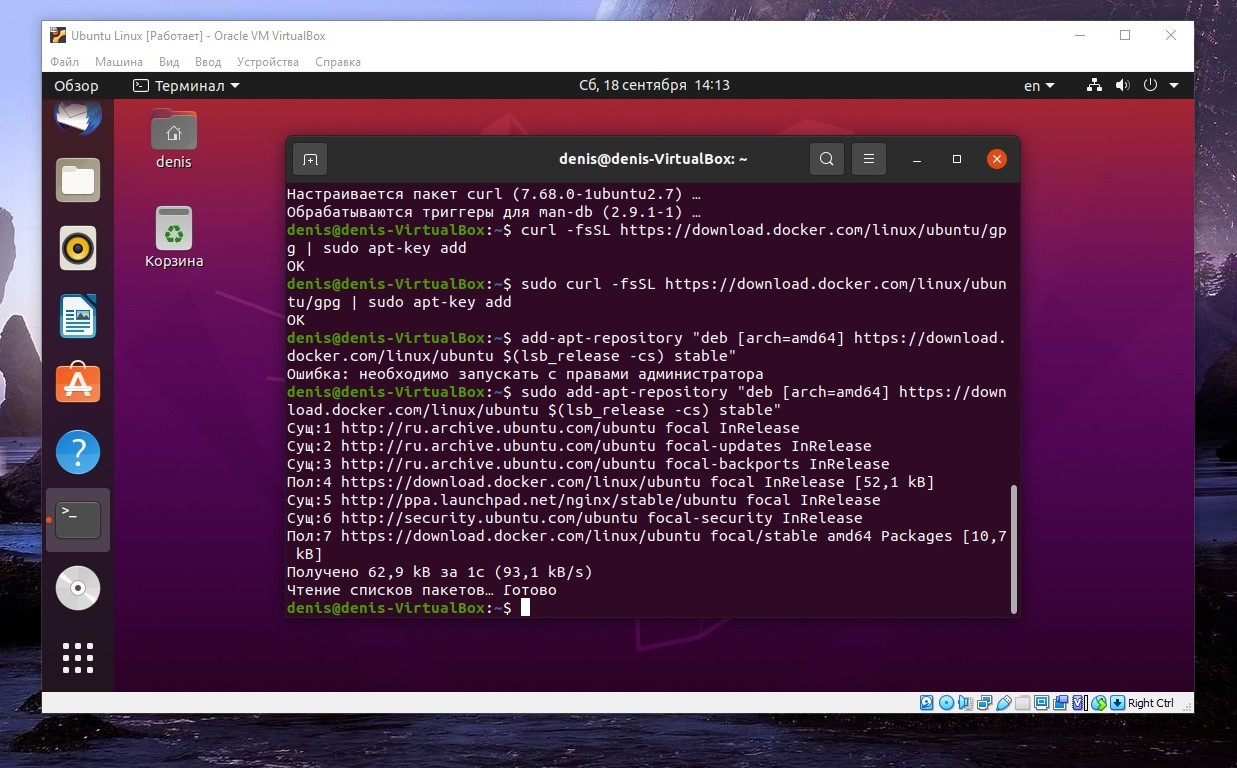 Ubuntu Linux [Работает] - Oracle VM VirtualBox
Файл Машина Вид Ввод Устройства Справка
Обзор Терминал Сб, 18 сентября 14:13 en
denis
Корзина
denis@denis-VirtualBox: ~
Настраивается пакет curl (7.68.0-1ubuntu2.7) …
Обрабатываются триггеры для man-db (2.9.1-1) …
denis@denis-VirtualBox:~$ curl -fsSL https://download.docker.com/linux/ubuntu/gp
g | sudo apt-key add
OK
denis@denis-VirtualBox:~$ sudo curl -fsSL https://download.docker.com/linux/ubun
tu/gpg | sudo apt-key add
OK
denis@denis-VirtualBox:~$ add-apt-repository "deb [arch=amd64] https://download.
docker.com/linux/ubuntu $(lsb_release -cs) stable"
Ошибка: необходимо запускать с правами администратора
denis@denis-VirtualBox:~$ sudo add-apt-repository "deb [arch=amd64] https://down
load.docker.com/linux/ubuntu $(lsb_release -cs) stable"
Сущ:1 http://ru.archive.ubuntu.com/ubuntu focal InRelease
Сущ:2 http://ru.archive.ubuntu.com/ubuntu focal-updates InRelease
Сущ:3 http://ru.archive.ubuntu.com/ubuntu focal-backports InRelease
Пол:4 https://download.docker.com/linux/ubuntu focal InRelease [52,1 kB]
Сущ:5 http://ppa.launchpad.net/nginx/stable/ubuntu focal InRelease
Сущ:6 http://security.ubuntu.com/ubuntu focal-security InRelease
Пол:7 https://download.docker.com/linux/ubuntu focal/stable amd64 Packages [10,7
kB]
Получено 62,9 kB за 1с (93,1 kB/s)
Чтение списков пакетов… Готово
denis@denis-VirtualBox:~$
Right Ctrl